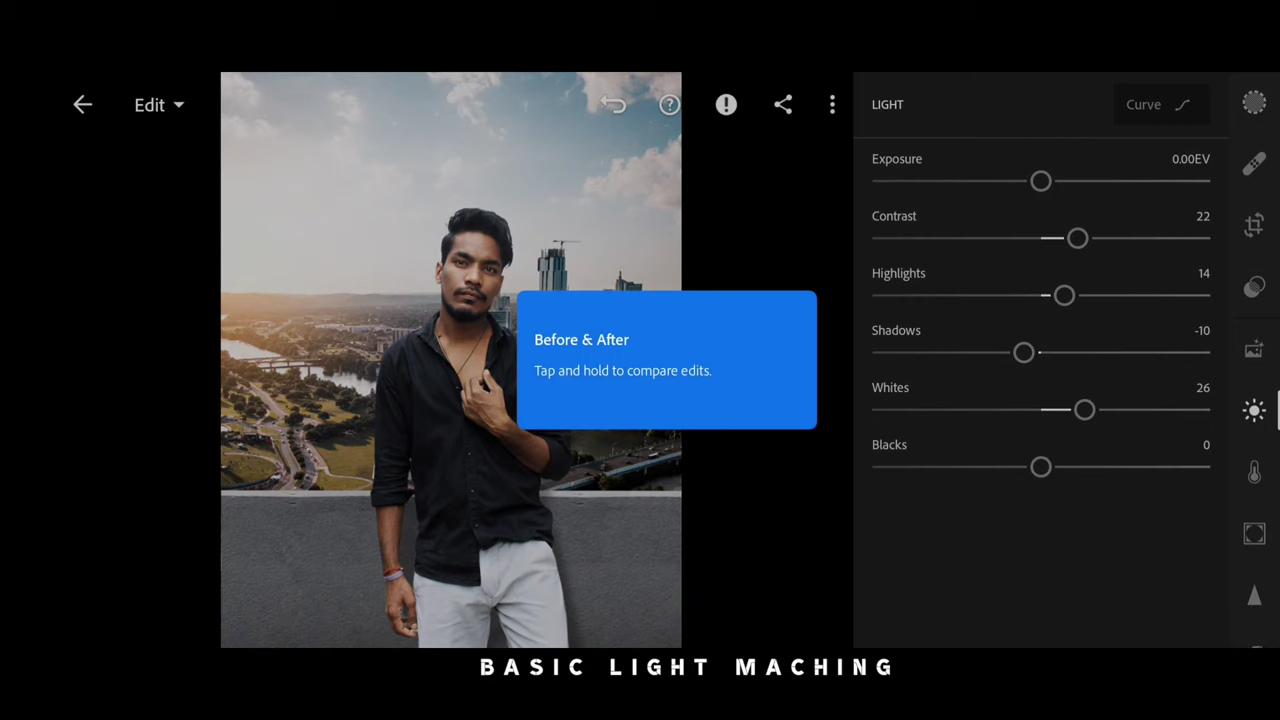 Edit
LIGHT
Curve
Exposure 0.00EV
Contrast 22
Highlights 14
Shadows -10
Whites 26
Blacks 0
Before & After
Tap and hold to compare edits.
BASIC LIGHT MACHING